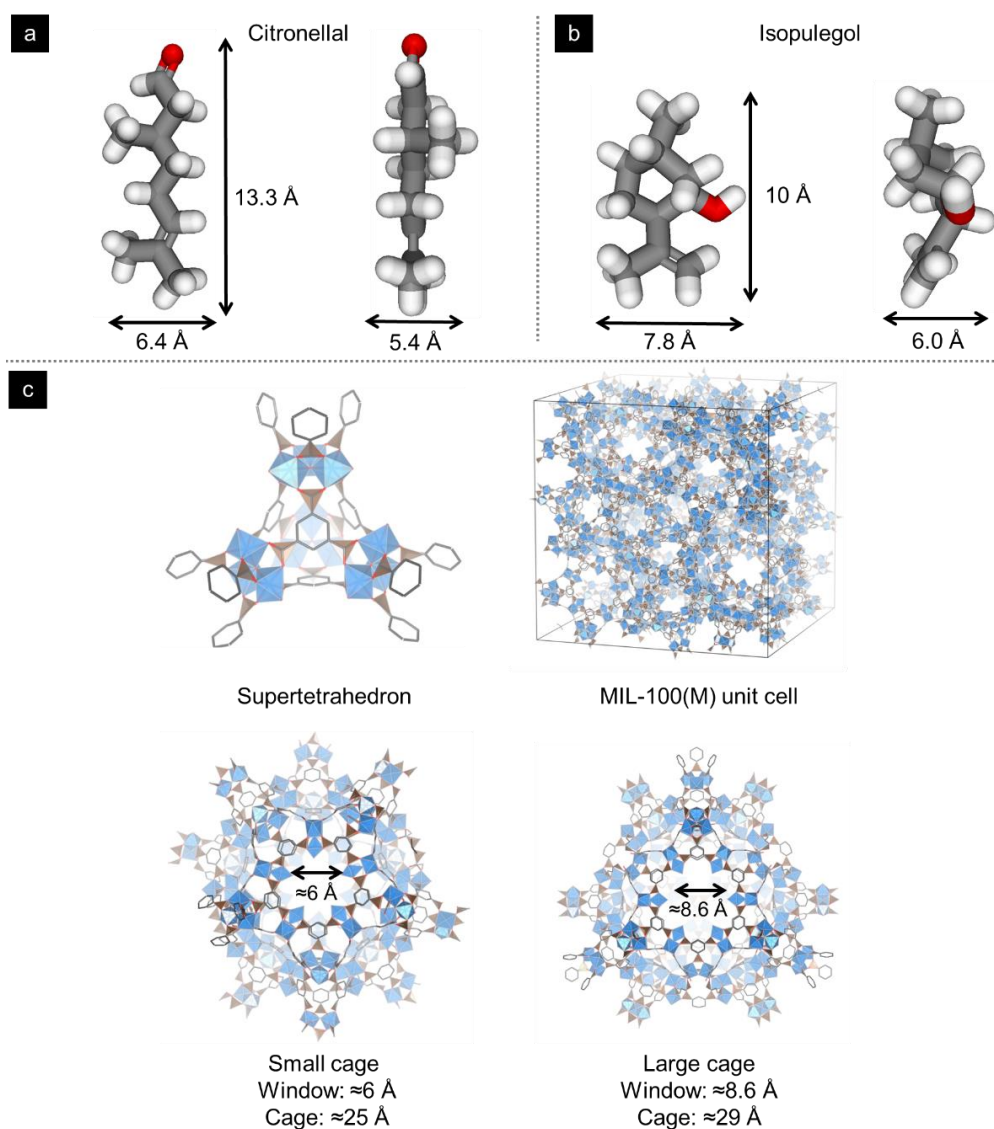 a
Citronellal
13.3 Å
6.4 Å
5.4 Å
b
Isopulegol
10 Å
7.8 Å
6.0 Å
c
Supertetrahedron
MIL-100(M) unit cell
≈6 Å
≈8.6 Å
Small cage
Window: ≈6 Å
Cage: ≈25 Å
Large cage
Window: ≈8.6 Å
Cage: ≈29 Å